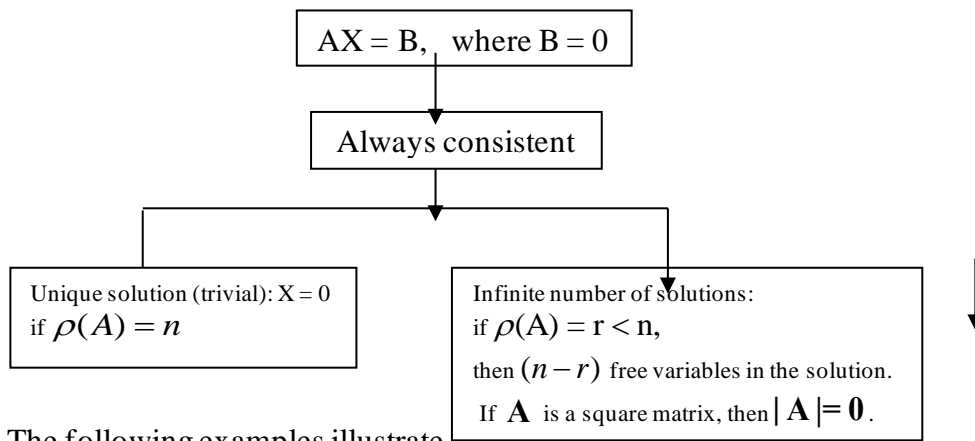 AX = B, where B = 0
Always consistent
Unique solution (trivial): X = 0
if ρ(A) = n
Infinite number of solutions:
if ρ(A) = r < n,
then (n − r) free variables in the solution.
If A is a square matrix, then | A |= 0.
The following examples illustrate